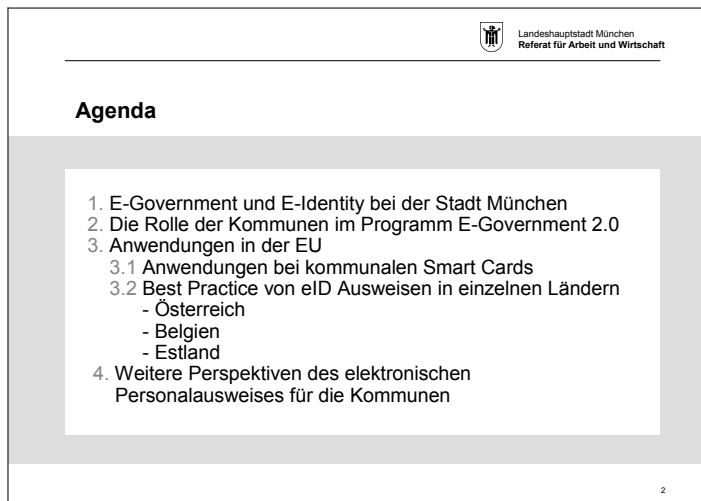 Landeshauptstadt München
Referat für Arbeit und Wirtschaft
Agenda
1. E-Government und E-Identity bei der Stadt München
2. Die Rolle der Kommunen im Programm E-Government 2.0
3. Anwendungen in der EU
3.1 Anwendungen bei kommunalen Smart Cards
3.2 Best Practice von eID Ausweisen in einzelnen Ländern
- Österreich
- Belgien
- Estland
4. Weitere Perspektiven des elektronischen
Personalausweises für die Kommunen
2